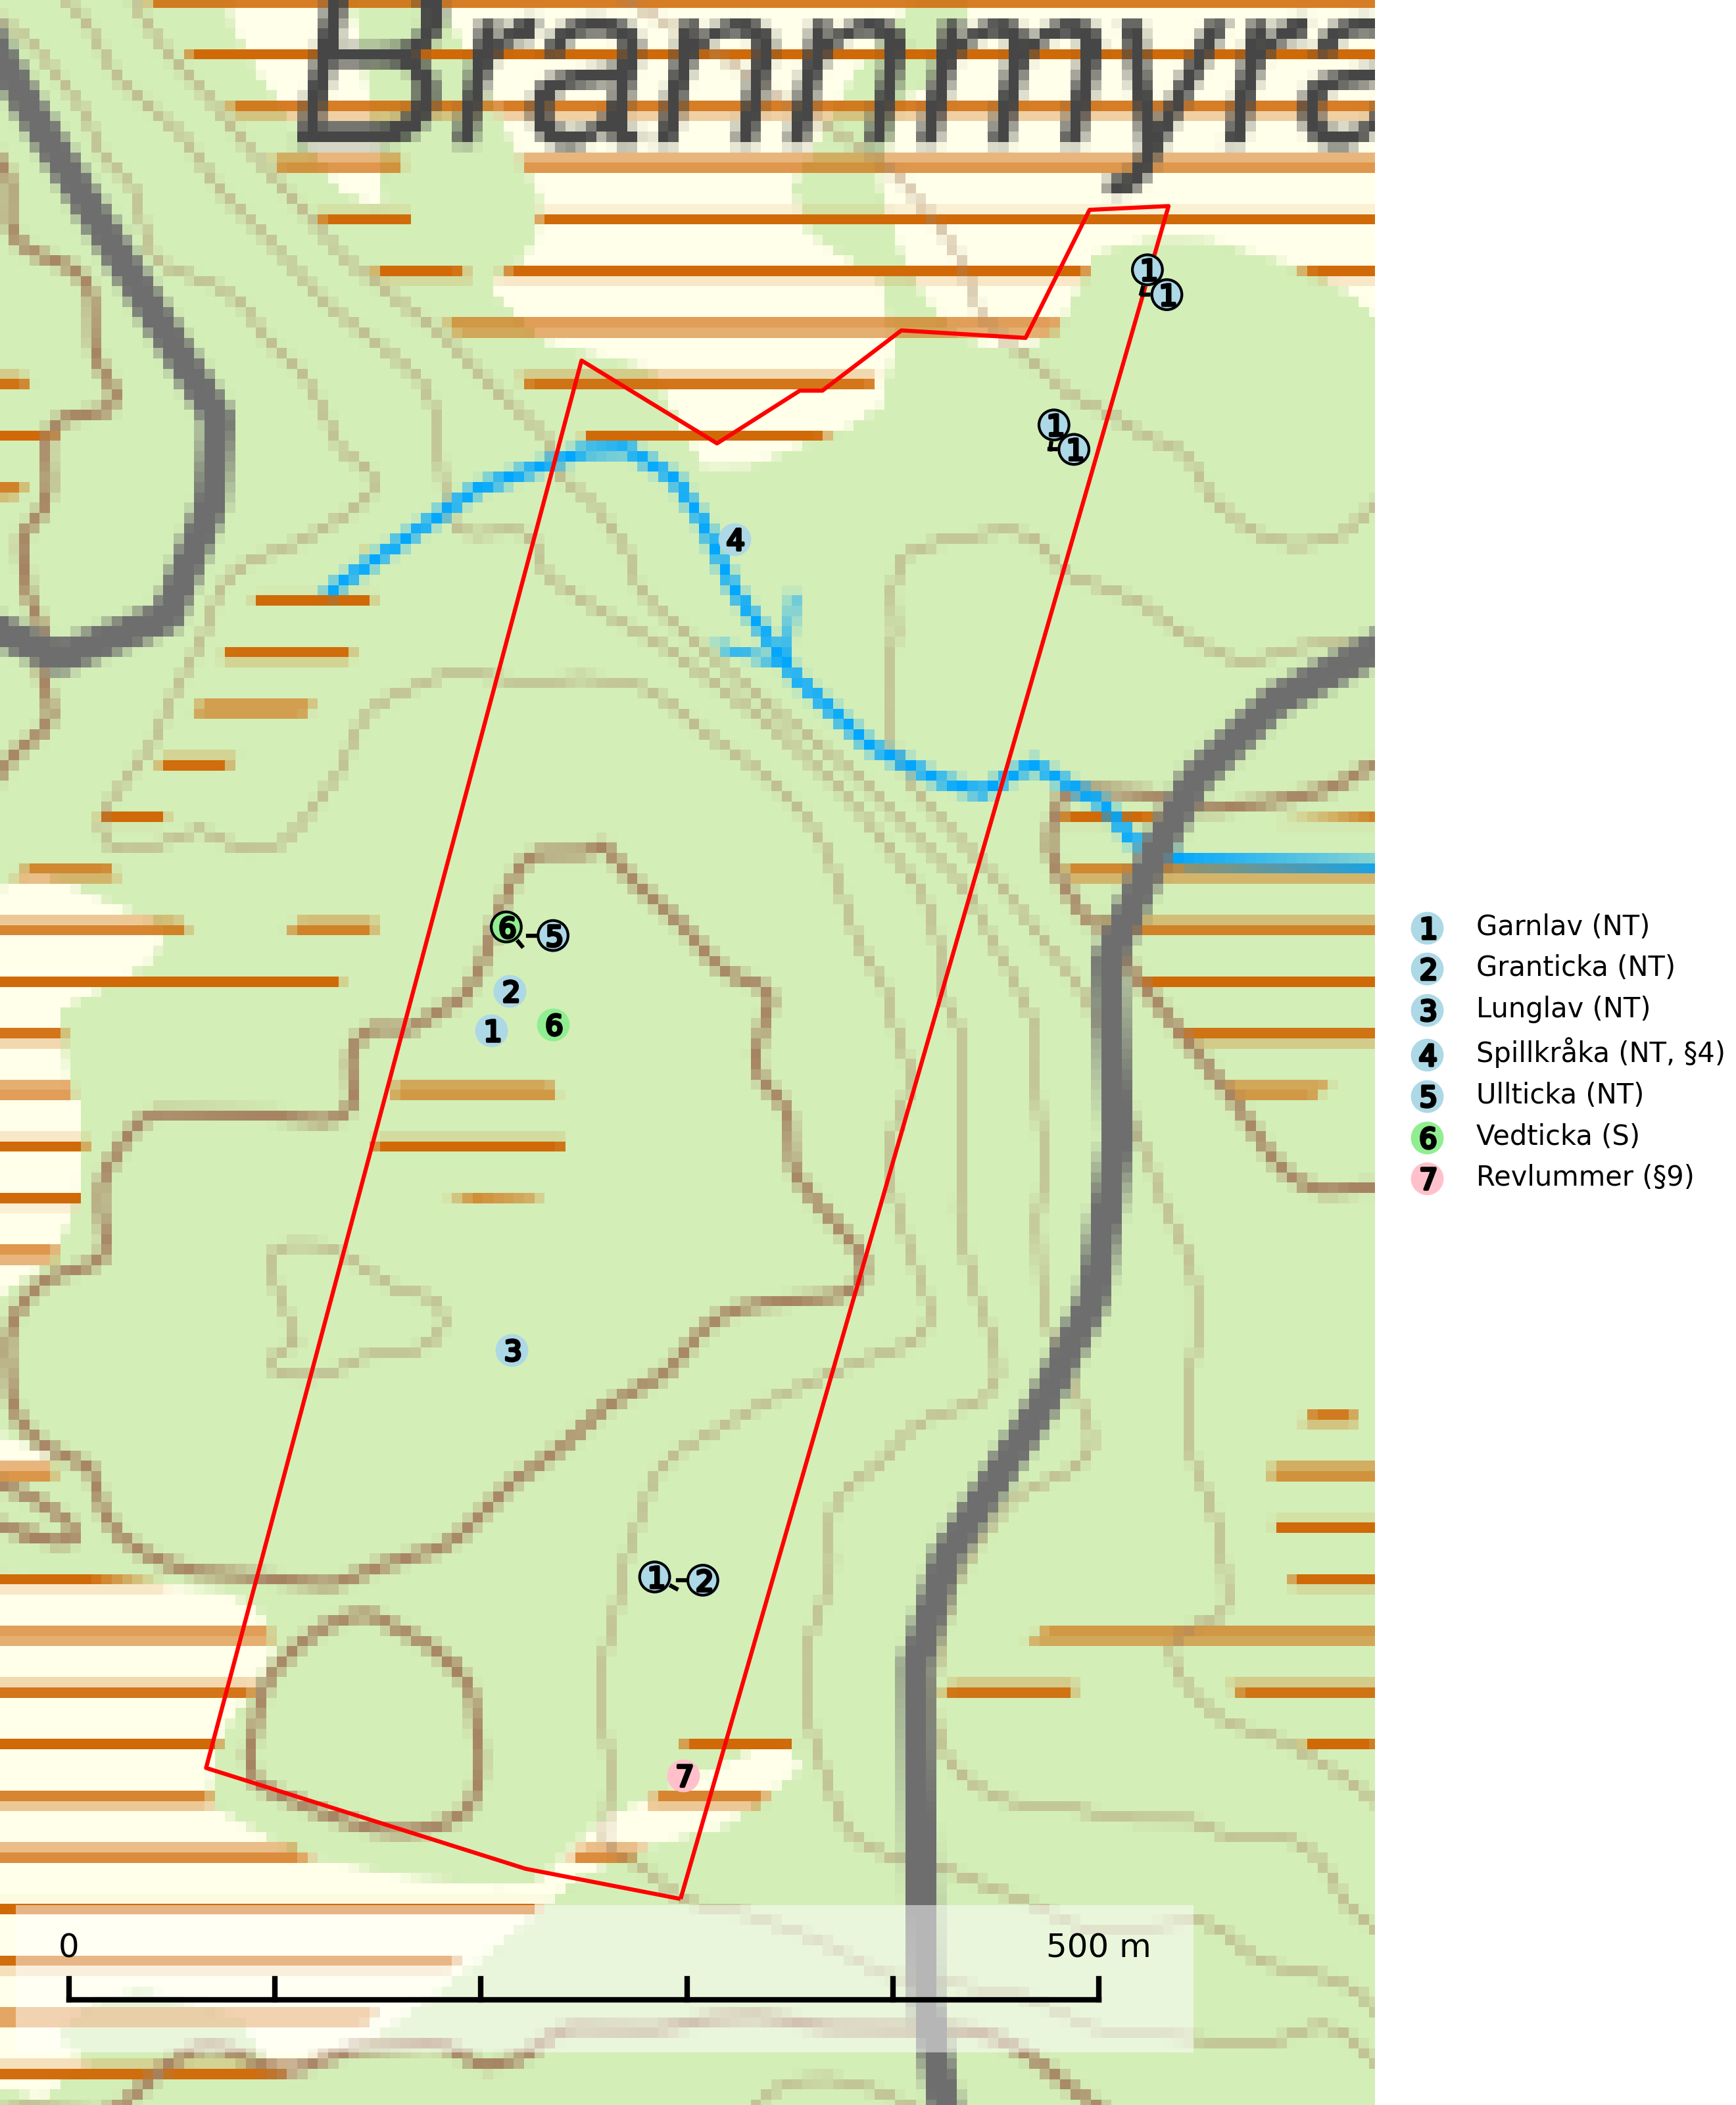 Brännmyra
1
1
1
1
4
6
5
2
1
6
3
1
2
7
0
500 m
1 Garnlav (NT)
2 Granticka (NT)
3 Lunglav (NT)
4 Spillkråka (NT, §4)
5 Ullticka (NT)
6 Vedticka (S)
7 Revlummer (§9)